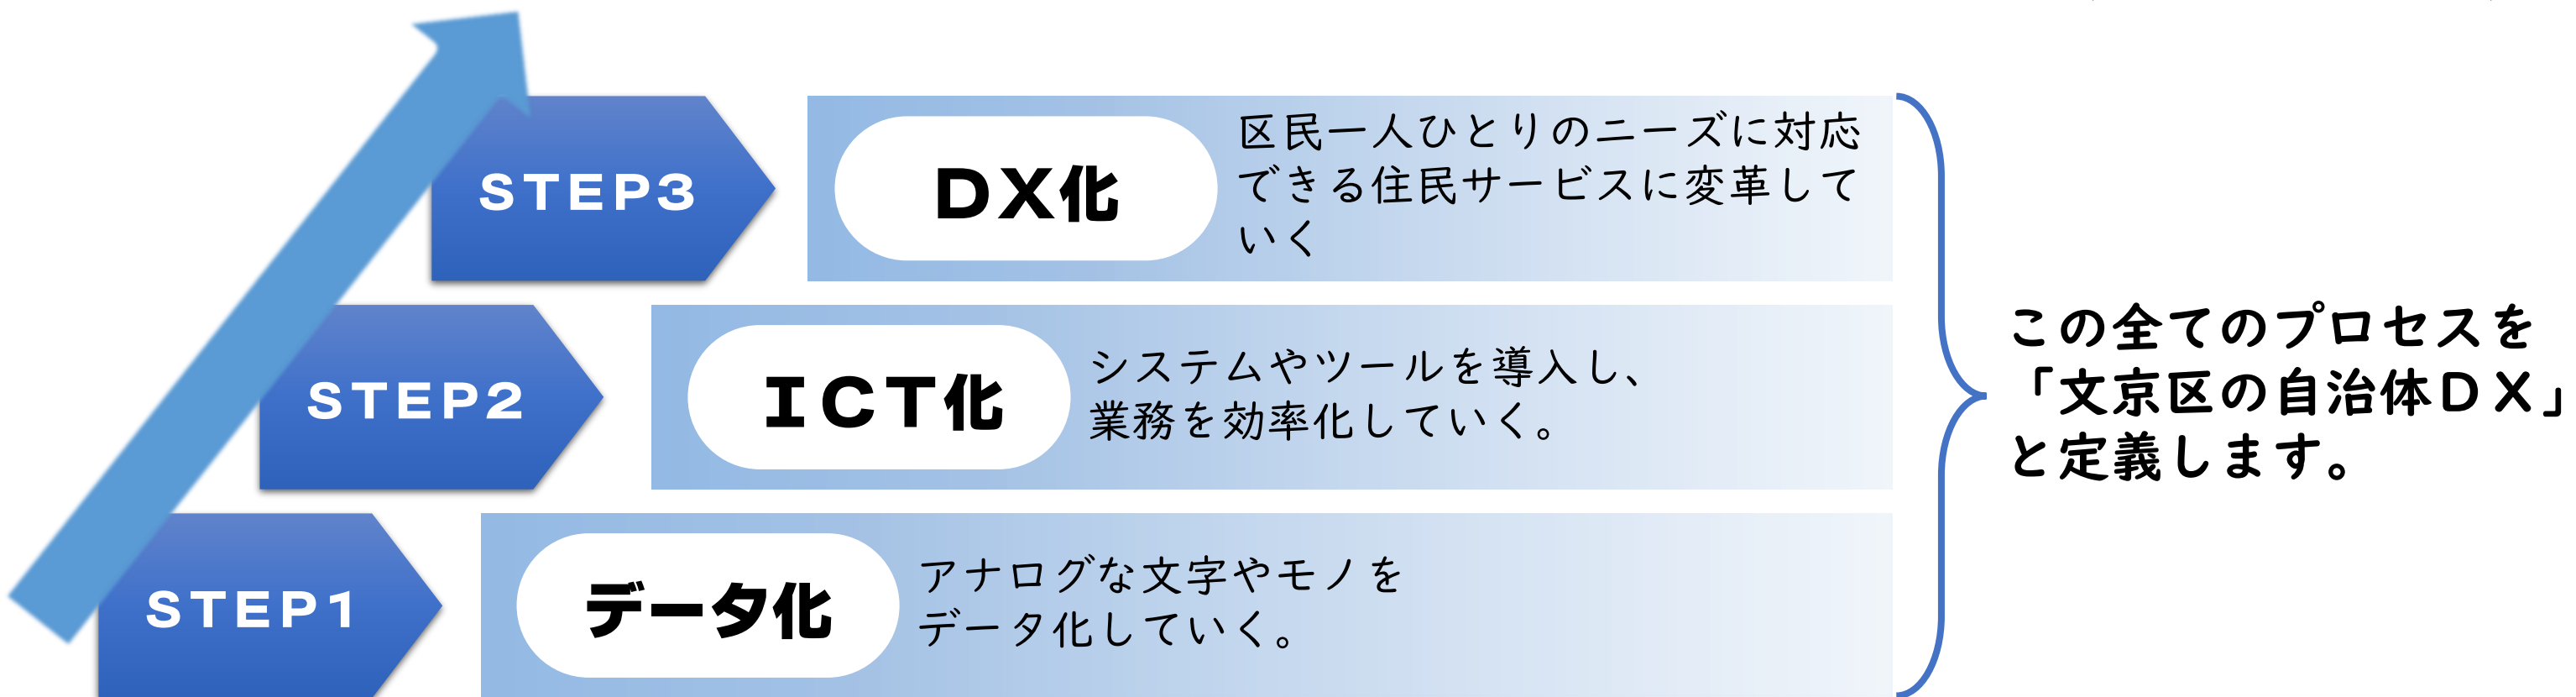 STEP3
DX化
区民一人ひとりのニーズに対応
できる住民サービスに変革して
いく
STEP2
ICT化
システムやツールを導入し、
業務を効率化していく。
STEP1
データ化
アナログな文字やモノを
データ化していく。
この全てのプロセスを
「文京区の自治体ＤＸ」
と定義します。